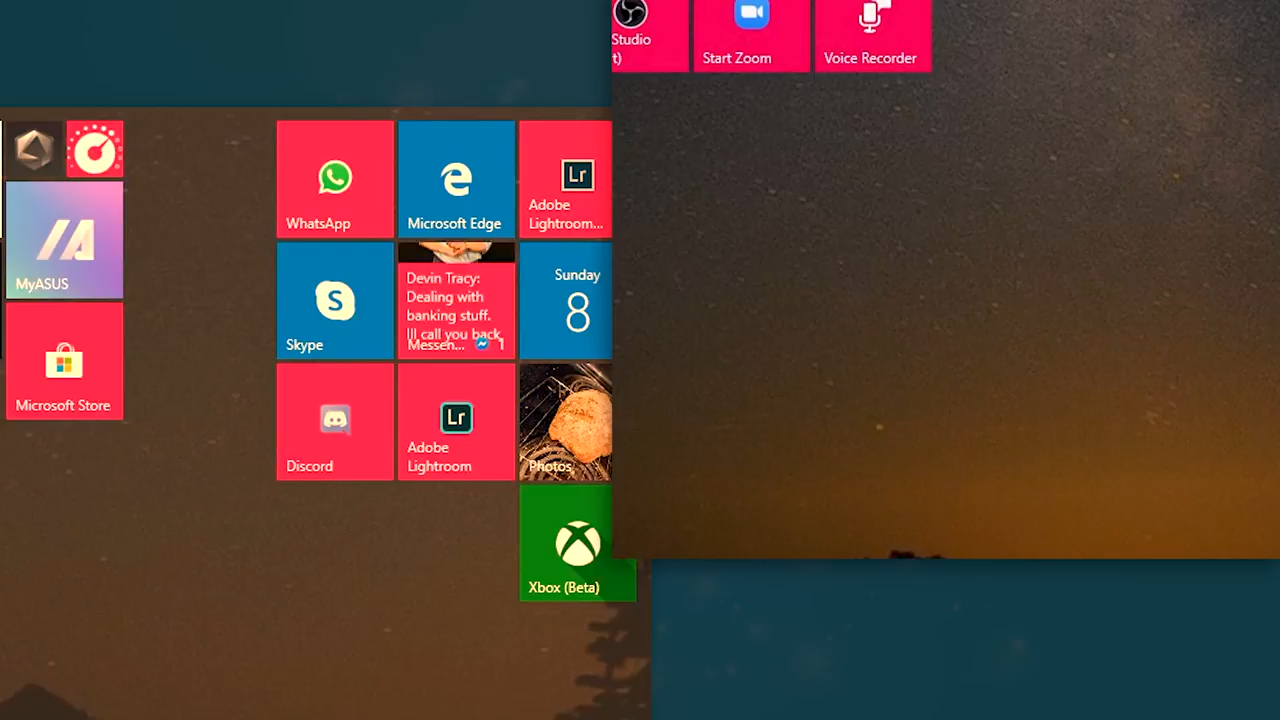 Studio
t)
Start Zoom
Voice Recorder
WhatsApp
Microsoft Edge
Lr
Adobe
Lightroom...
MyASUS
Skype
Devin Tracy:
Dealing with
banking stuff.
Ill call you back
Messen... 1
Sunday
8
Microsoft Store
Discord
Lr
Adobe
Lightroom
Photos
Xbox (Beta)